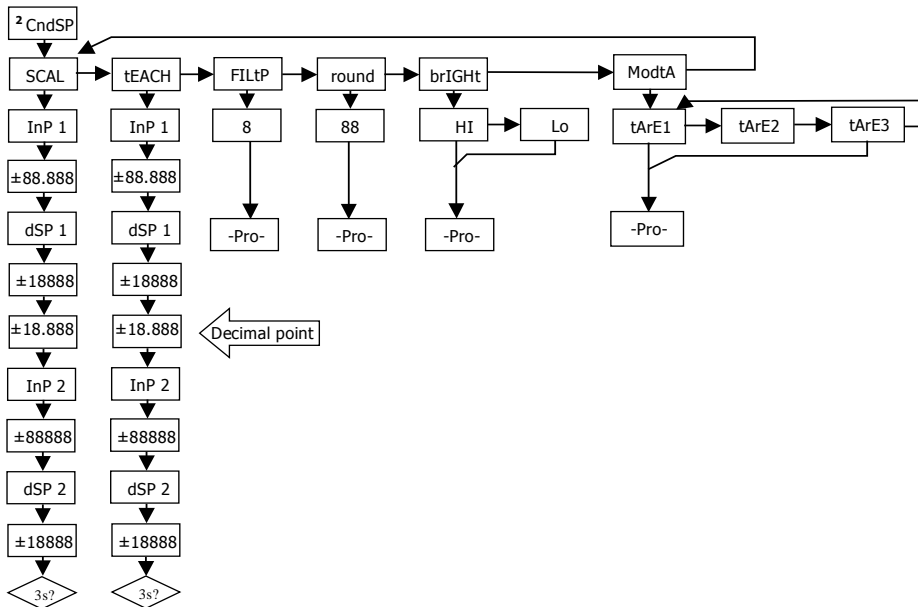 ² CndSP
SCAL tEACH FILtP round brIGHt ModtA
InP 1 InP 1 8 88 HI Lo tArE1 tArE2 tArE3
±88.888 ±88.888
dSP 1 dSP 1 -Pro- -Pro- -Pro- -Pro-
±18888 ±18888
±18.888 ±18.888 Decimal point
InP 2 InP 2
±88888 ±88888
dSP 2 dSP 2
±18888 ±18888
3s? 3s?